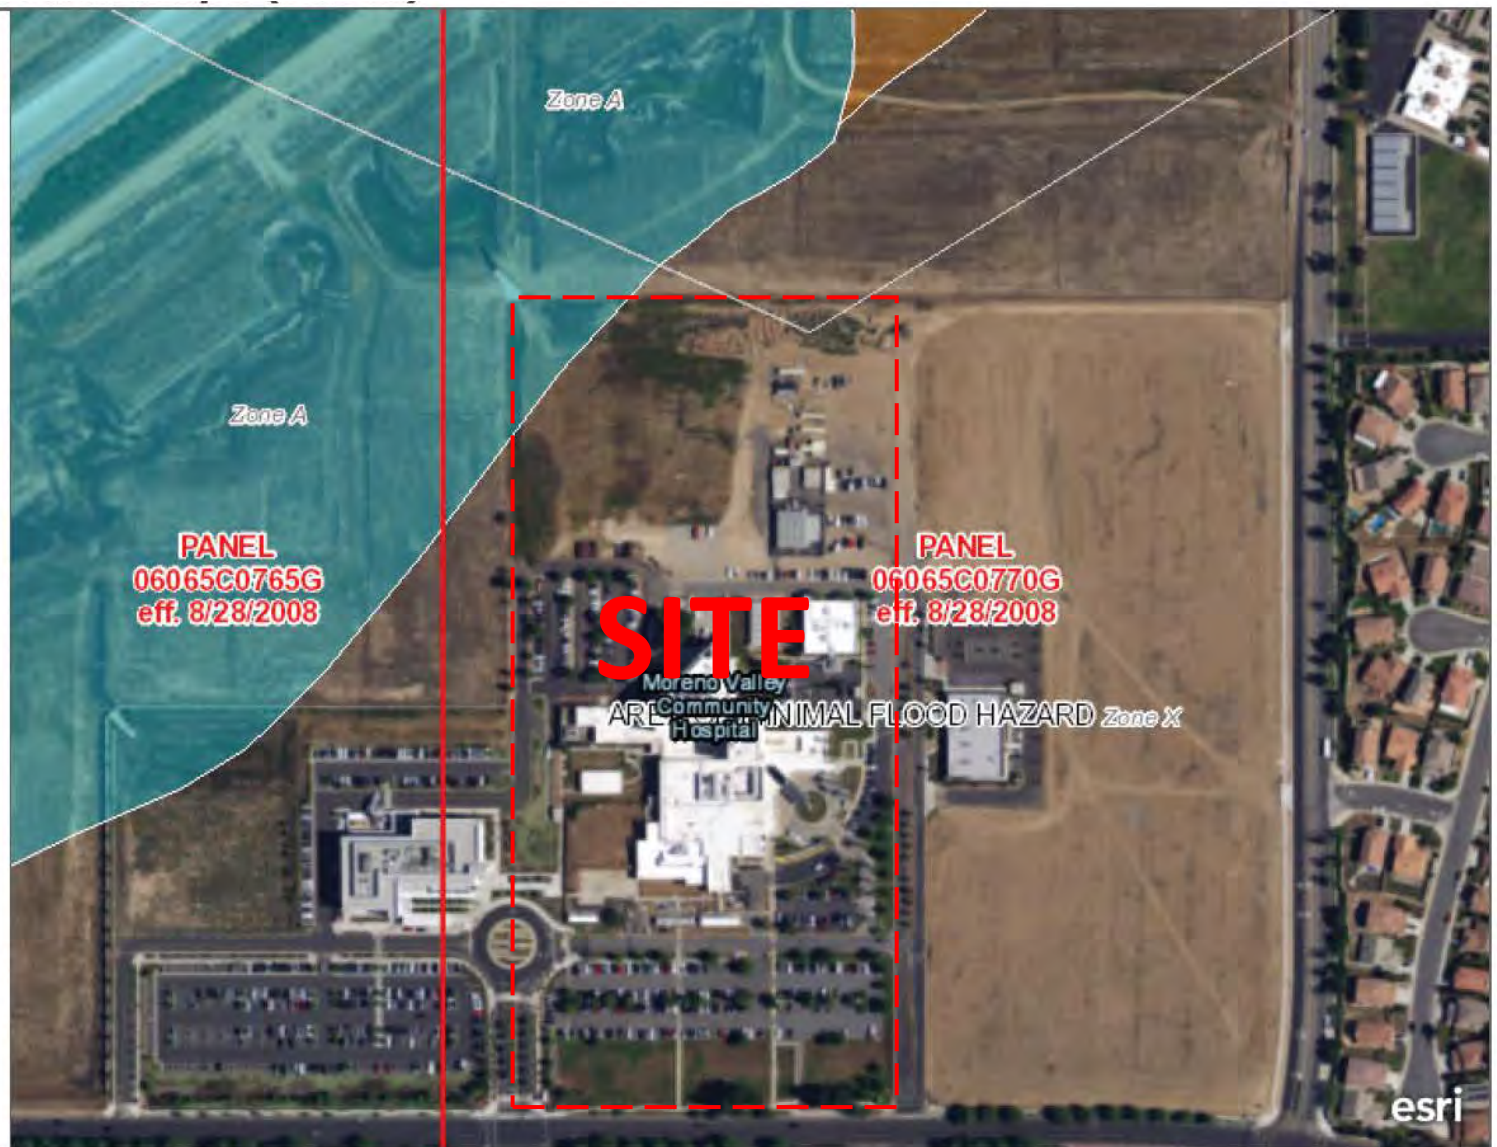 Zone A
Zone A
PANEL
06065C0765G
eff. 8/28/2008
PANEL
06065C0770G
eff. 8/28/2008
SITE
Moreno Valley
Community
Hospital
FLOOD HAZARD Zone X
esri